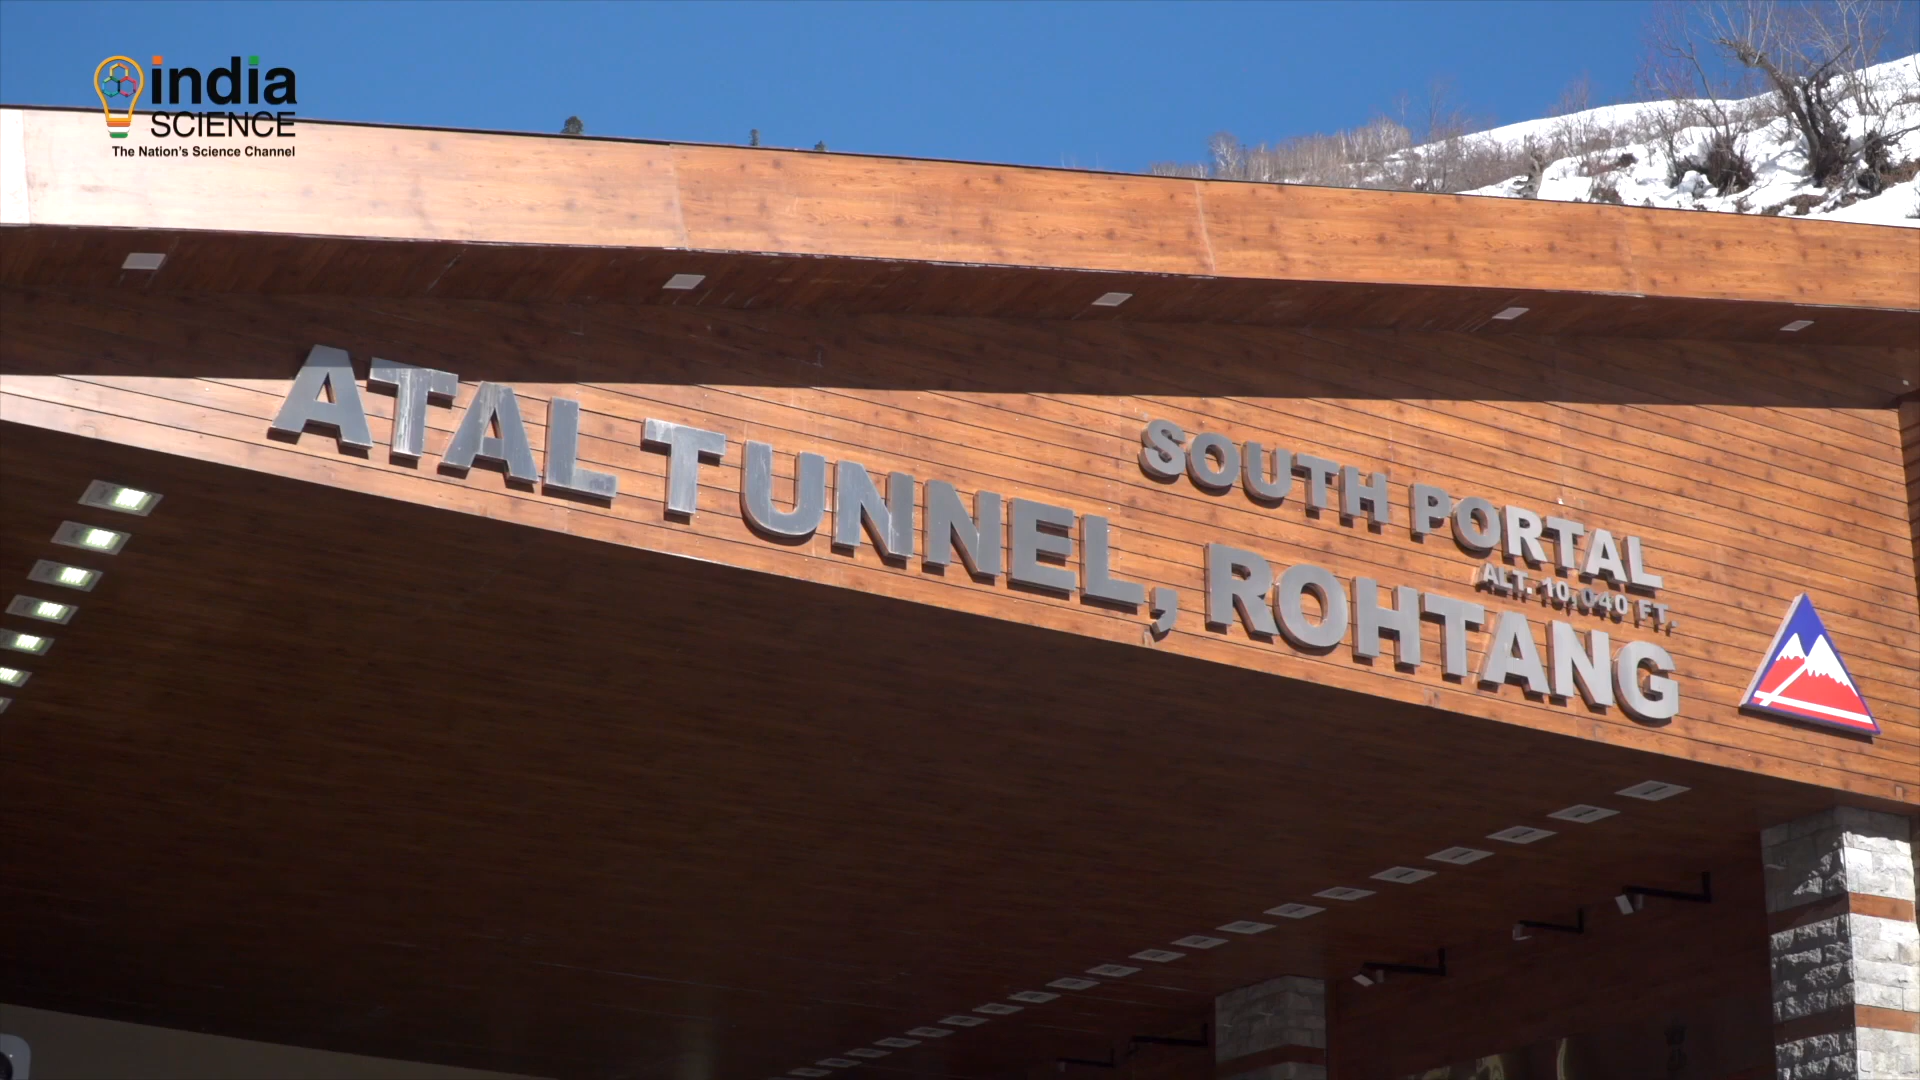 india
SCIENCE
The Nation's Science Channel
SOUTH PORTAL
ALT. 10,040 FT.
ATAL TUNNEL, ROHTANG